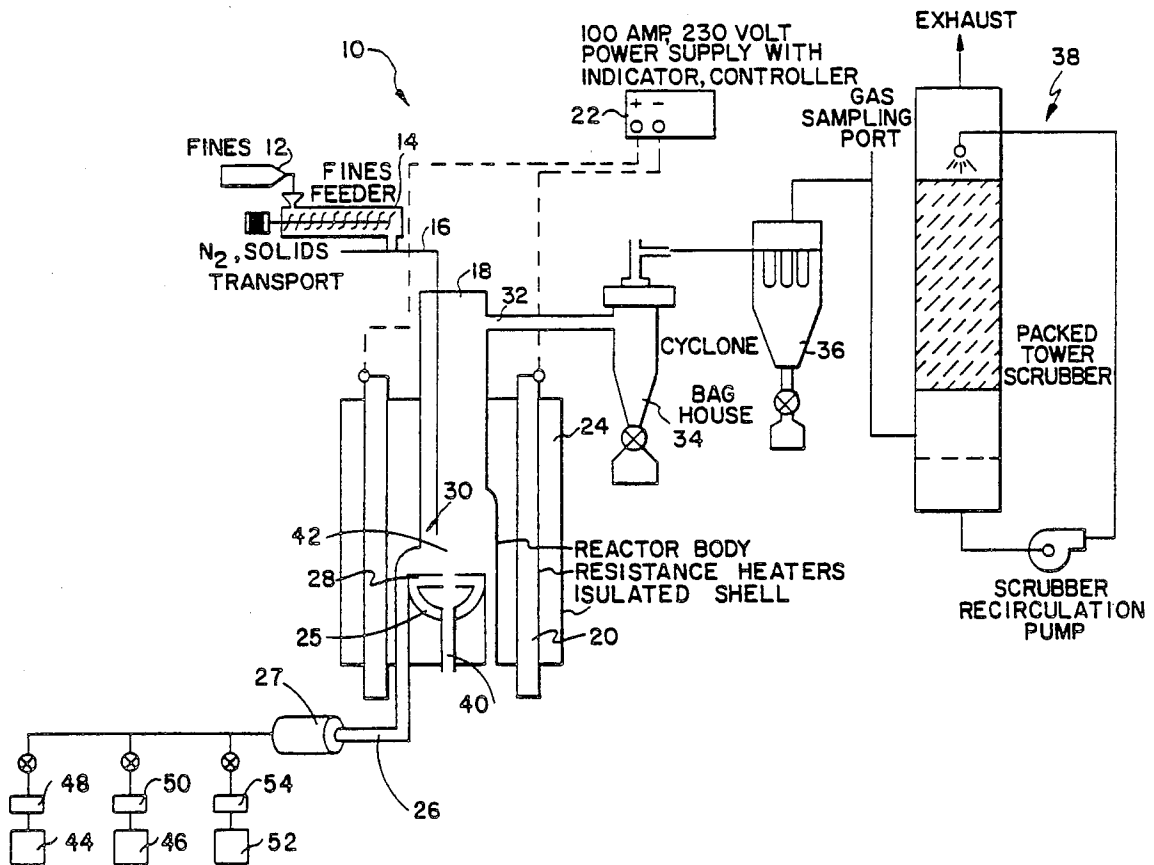 EXHAUST
100 AMP, 230 VOLT
POWER SUPPLY WITH
INDICATOR, CONTROLLER
10
38
22
+ −
GAS
SAMPLING
PORT
FINES 12
14
FINES
FEEDER
16
N2, SOLIDS
TRANSPORT
18
32
CYCLONE
36
PACKED
TOWER
SCRUBBER
BAG
HOUSE
34
24
30
42
REACTOR BODY
28
RESISTANCE HEATERS
ISULATED SHELL
25
20
SCRUBBER
RECIRCULATION
PUMP
40
27
26
48
50
54
44
46
52